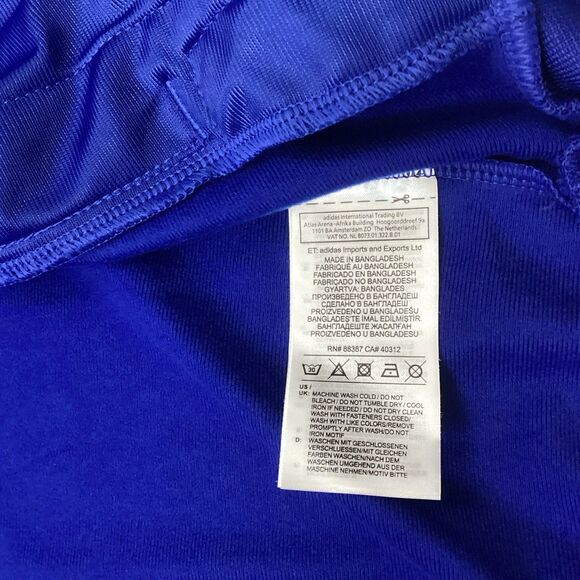 adidas International Trading BV
Atlas Arena -Afrika Building Hoogoorddreef 9a
1101 BA Amsterdam ZO The Netherlands
VAT NO. NL 8073.01.322.B.01
ET: adidas Imports and Exports Ltd
MADE IN BANGLADESH
FABRIQUÉ AU BANGLADESH
FABRICADO EN BANGLADESH
FABRICADO NO BANGLADESH
GYÁRTVA: BANGLADES
ПРОИЗВЕДЕНО В БАНГЛАДЕШ
СДЕЛАНО В БАНГЛАДЕШ
PROIZVEDENO U BANGLADEŠU
BANGLADEŞ'TE İMAL EDİLMİŞTİR.
БАНГЛАДЕШТЕ ЖАСАЛҒАН
PROIZVEDENO U BANGLADEŠ
RN# 88387 CA# 40312
30
US /
UK: MACHINE WASH COLD / DO NOT
BLEACH / DO NOT TUMBLE DRY / COOL
IRON IF NEEDED / DO NOT DRY CLEAN
WASH WITH FASTENERS CLOSED/
WASH WITH LIKE COLORS/REMOVE
PROMPTLY AFTER WASH/DO NOT
IRON MOTIF
D: WASCHEN MIT GESCHLOSSENEN
VERSCHLUESSEN/MIT GLEICHEN
FARBEN WASCHEN/NACH DEM
WASCHEN UMGEHEND AUS DER
MASCHINE NEHMEN/MOTIV BITTE